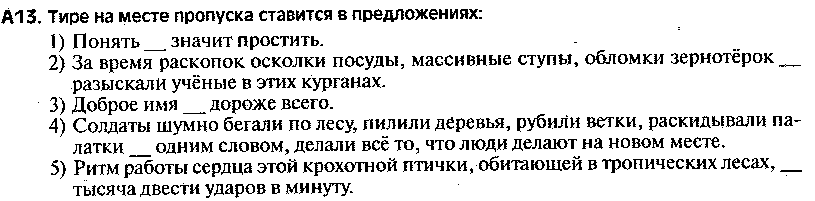 А13. Тире на месте пропуска ставится в предложениях:
1) Понять __ значит простить.
2) За время раскопок осколки посуды, массивные ступы, обломки зернотёрок __
разыскали учёные в этих курганах.
3) Доброе имя __ дороже всего.
4) Солдаты шумно бегали по лесу, пилили деревья, рубили ветки, раскидывали па-
латки __ одним словом, делали всё то, что люди делают на новом месте.
5) Ритм работы сердца этой крохотной птички, обитающей в тропических лесах, __
тысяча двести ударов в минуту.